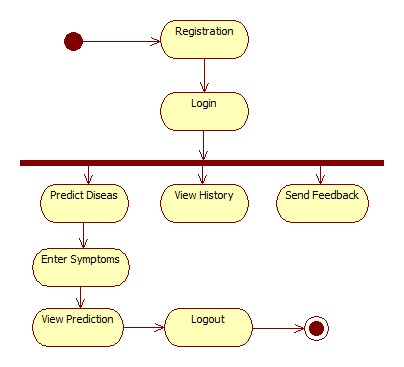 Registration
Login
Predict Diseas
View History
Send Feedback
Enter Symptoms
View Prediction
Logout